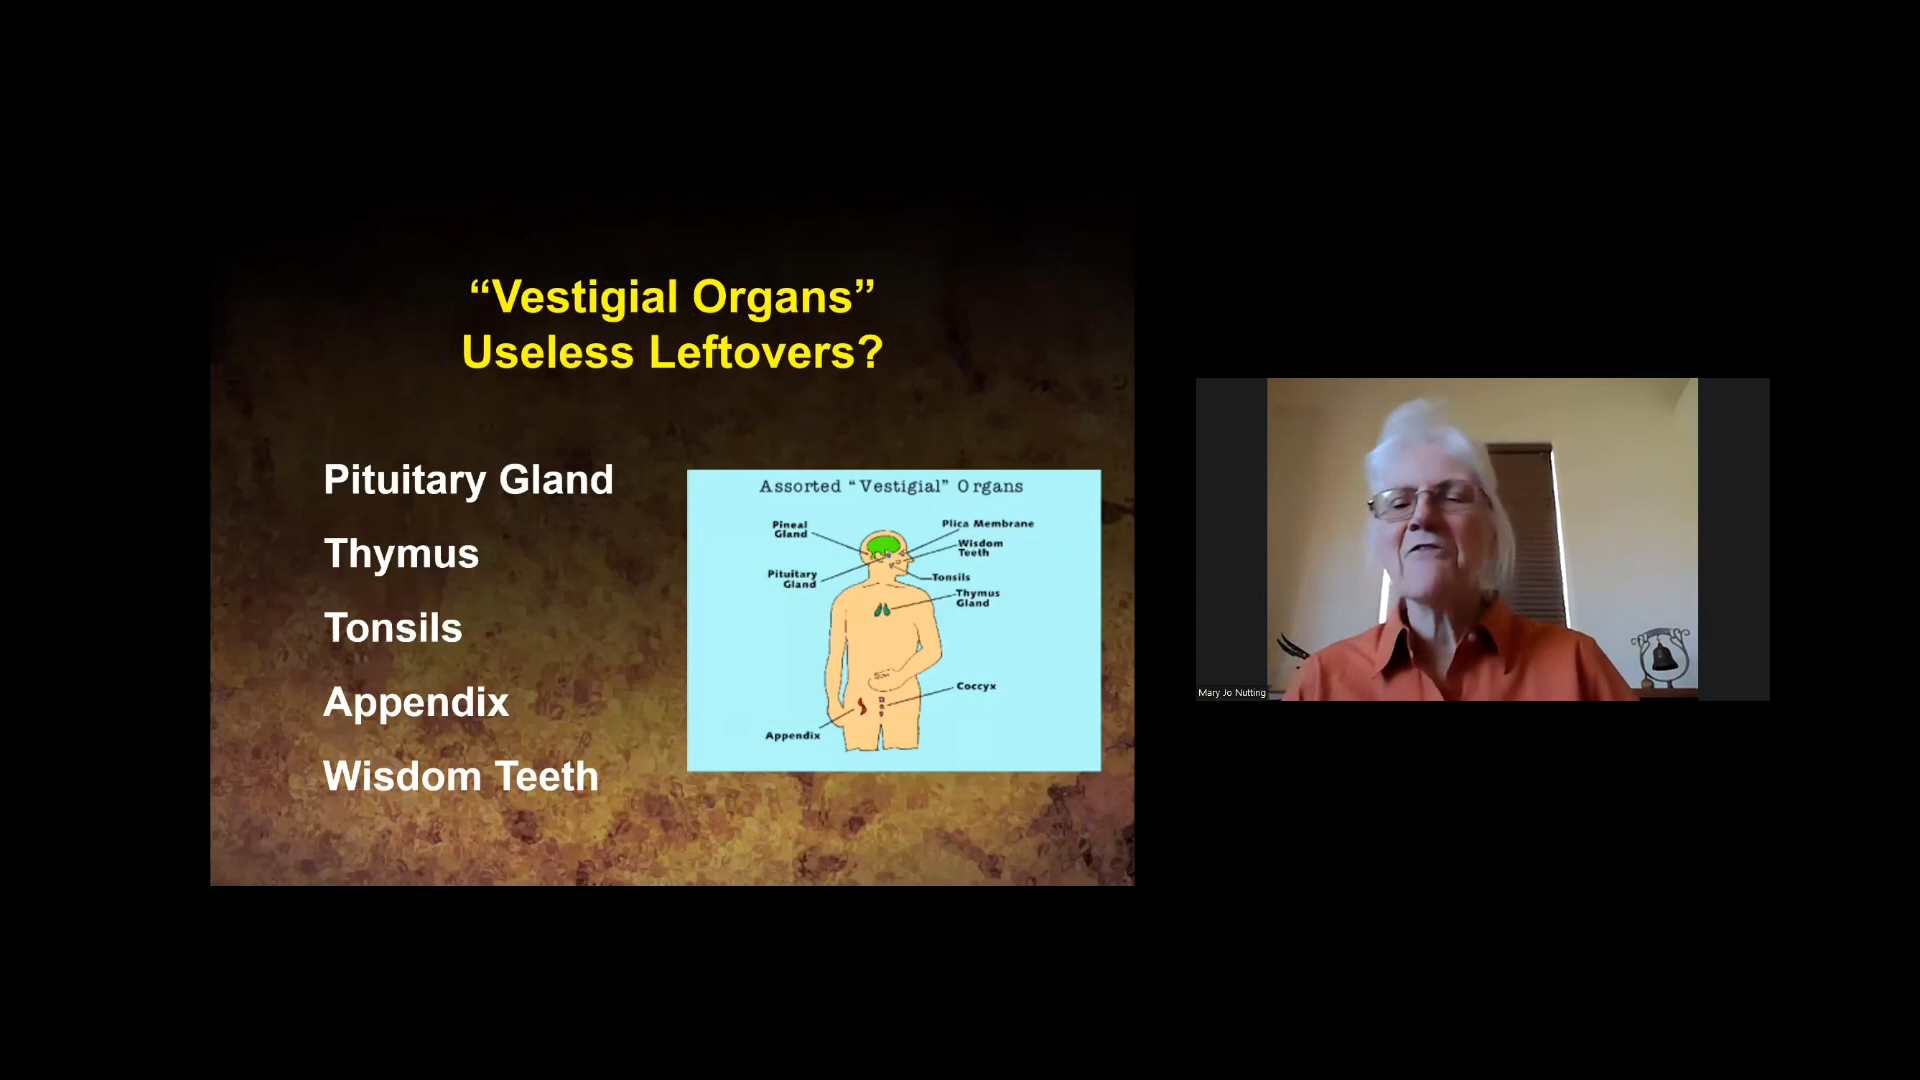 “Vestigial Organs”
Useless Leftovers?
Pituitary Gland
Thymus
Tonsils
Appendix
Wisdom Teeth
Assorted “Vestigial” Organs
Pineal
Gland
Plica Membrane
Wisdom
Teeth
Pituitary
Gland
Tonsils
Thymus
Gland
Coccyx
Appendix
Mary Jo Nutting